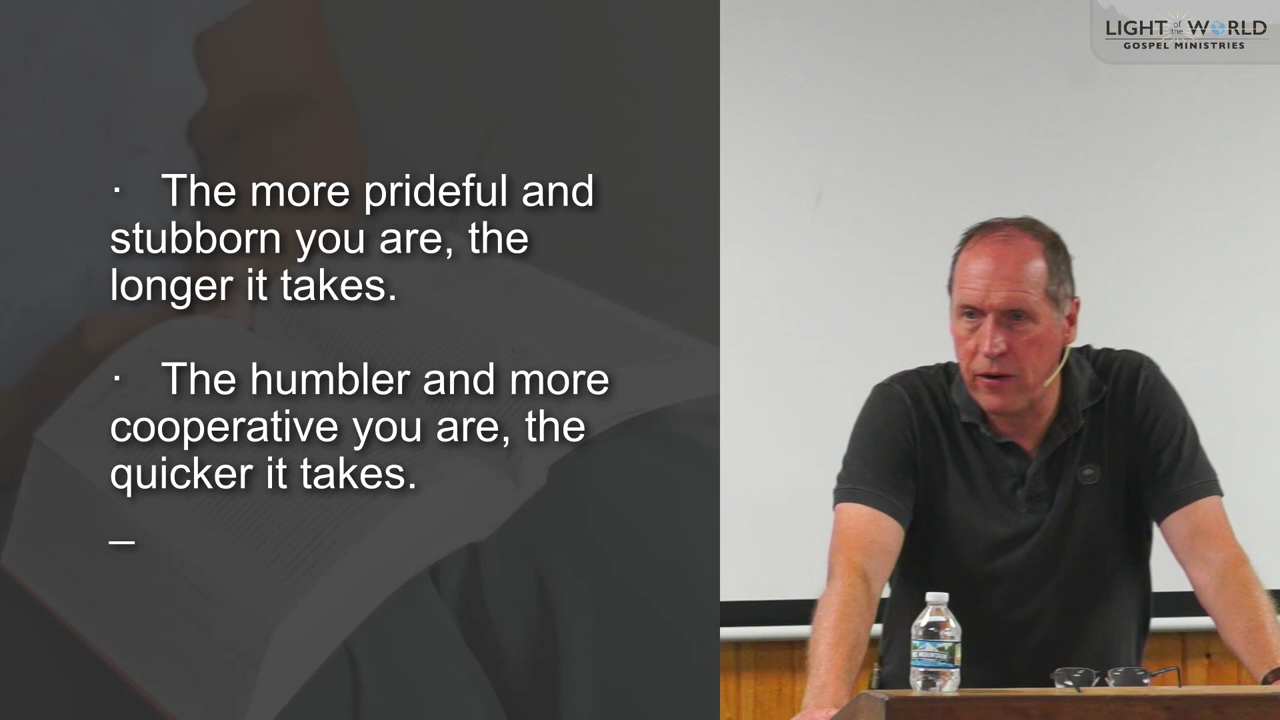 · The more prideful and
stubborn you are, the
longer it takes.
· The humbler and more
cooperative you are, the
quicker it takes.
_
LIGHT of the WORLD
GOSPEL MINISTRIES